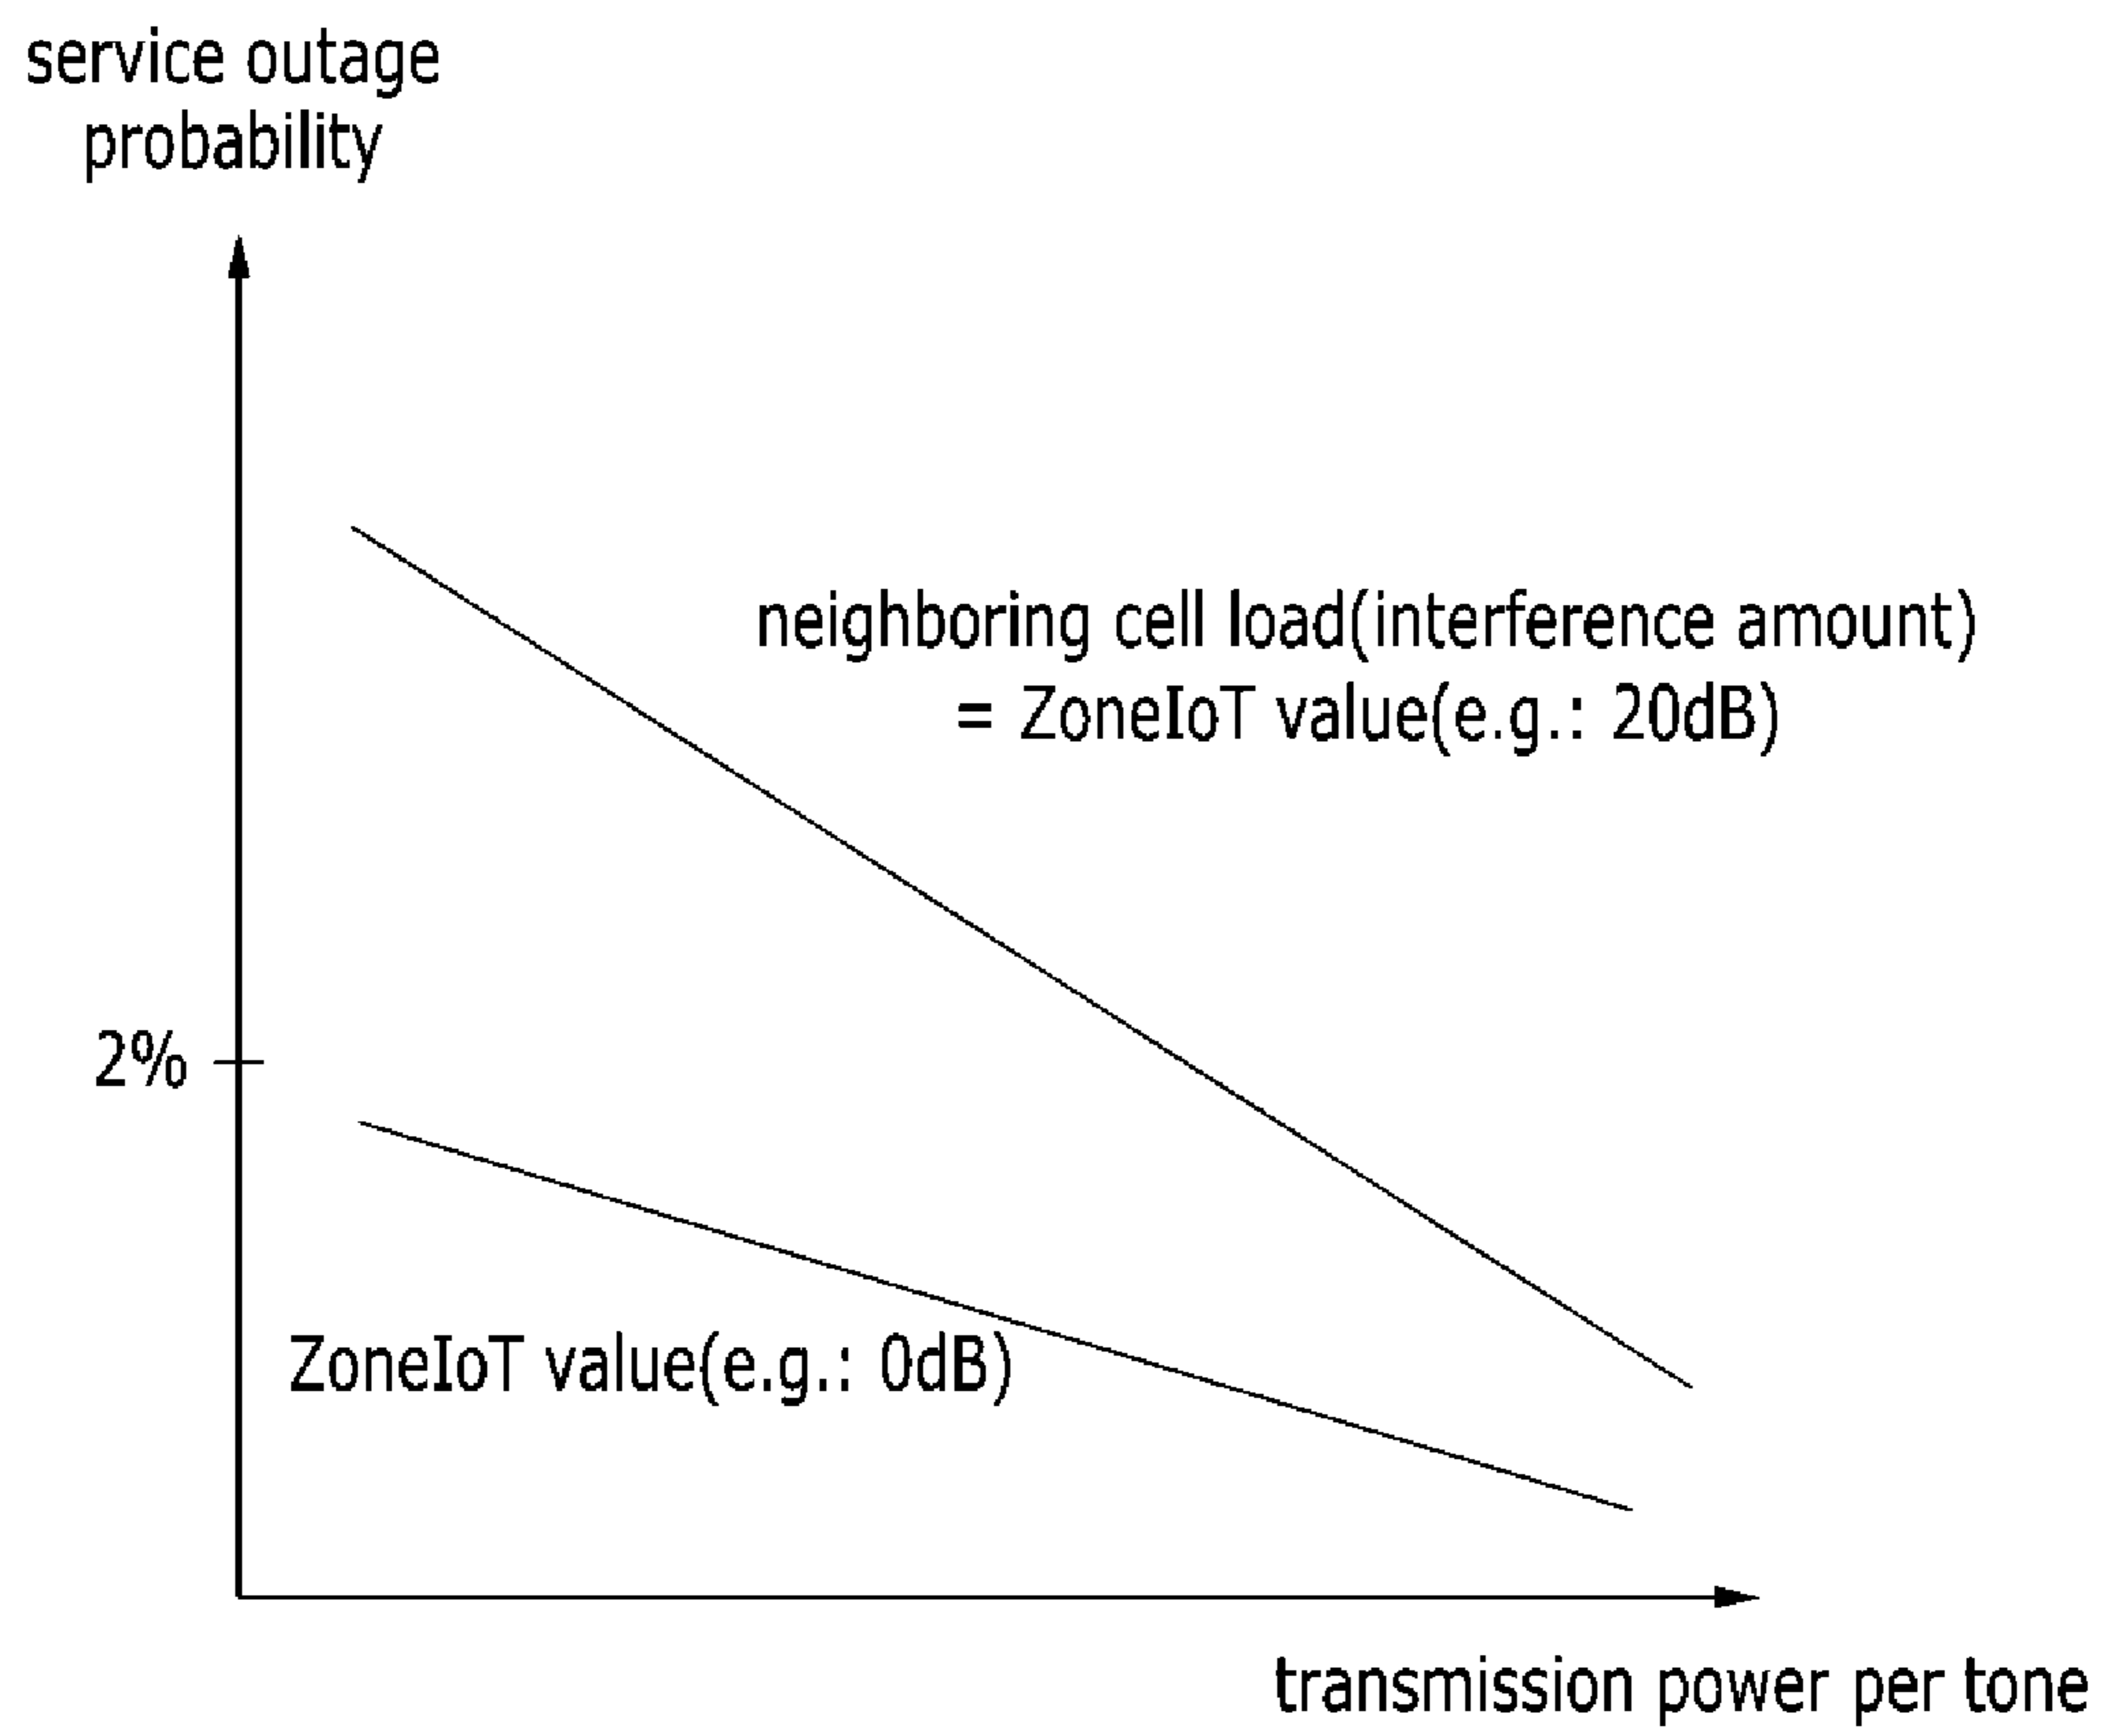 service outage
probability
neighboring cell load(interference amount)
= ZoneIoT value(e.g.: 20dB)
2%
ZoneIoT value(e.g.: 0dB)
transmission power per tone